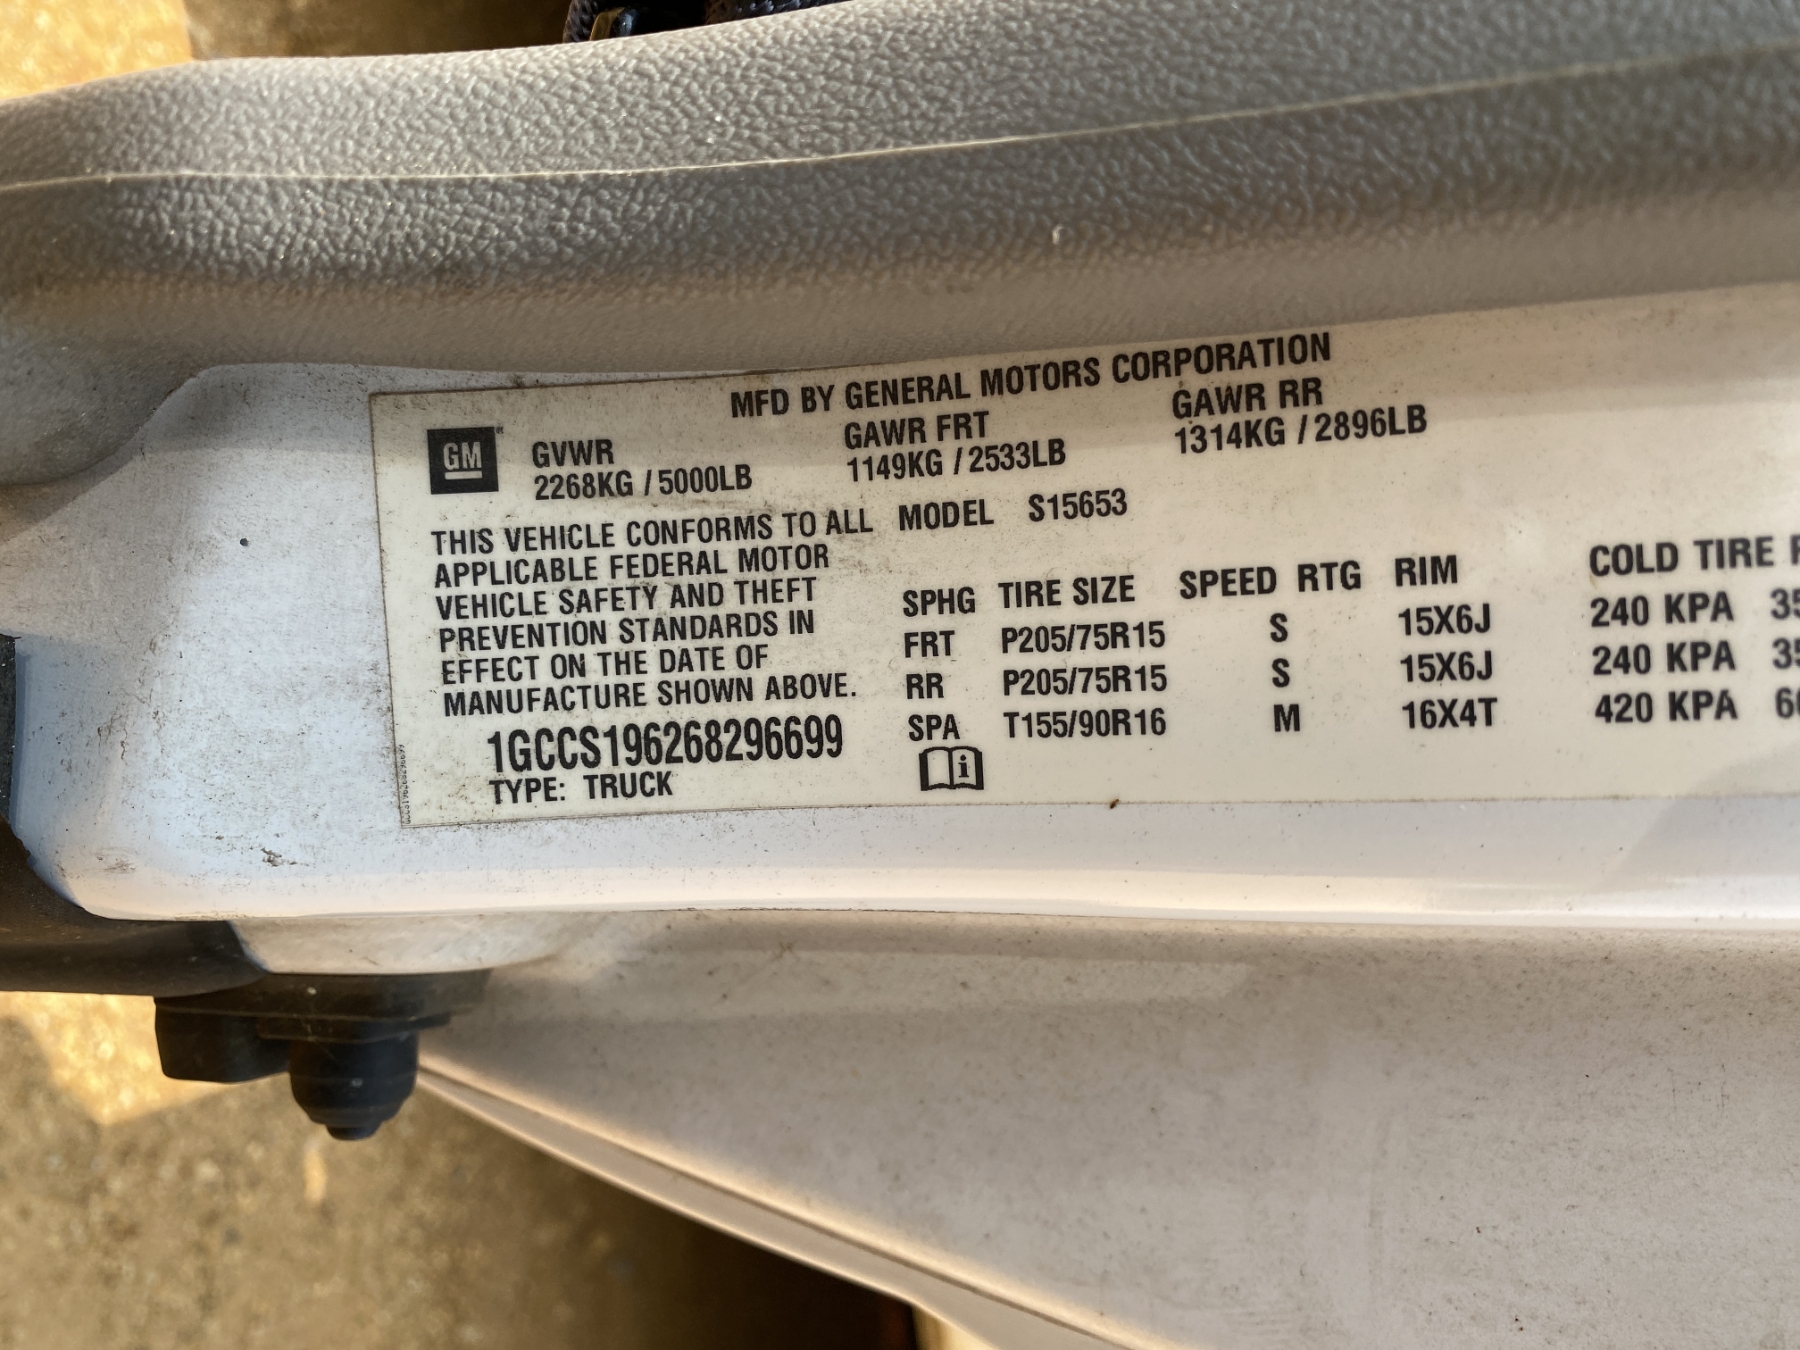 MFD BY GENERAL MOTORS CORPORATION
GM
GVWR GAWR FRT GAWR RR
2268KG / 5000LB 1149KG / 2533LB 1314KG / 2896LB
THIS VEHICLE CONFORMS TO ALL
APPLICABLE FEDERAL MOTOR
VEHICLE SAFETY AND THEFT
PREVENTION STANDARDS IN
EFFECT ON THE DATE OF
MANUFACTURE SHOWN ABOVE.
1GCCS196268296699
TYPE: TRUCK
MODEL S15653
SPHG TIRE SIZE SPEED RTG RIM COLD TIRE
FRT P205/75R15 S 15X6J 240 KPA 35
RR P205/75R15 S 15X6J 240 KPA 35
SPA T155/90R16 M 16X4T 420 KPA 60